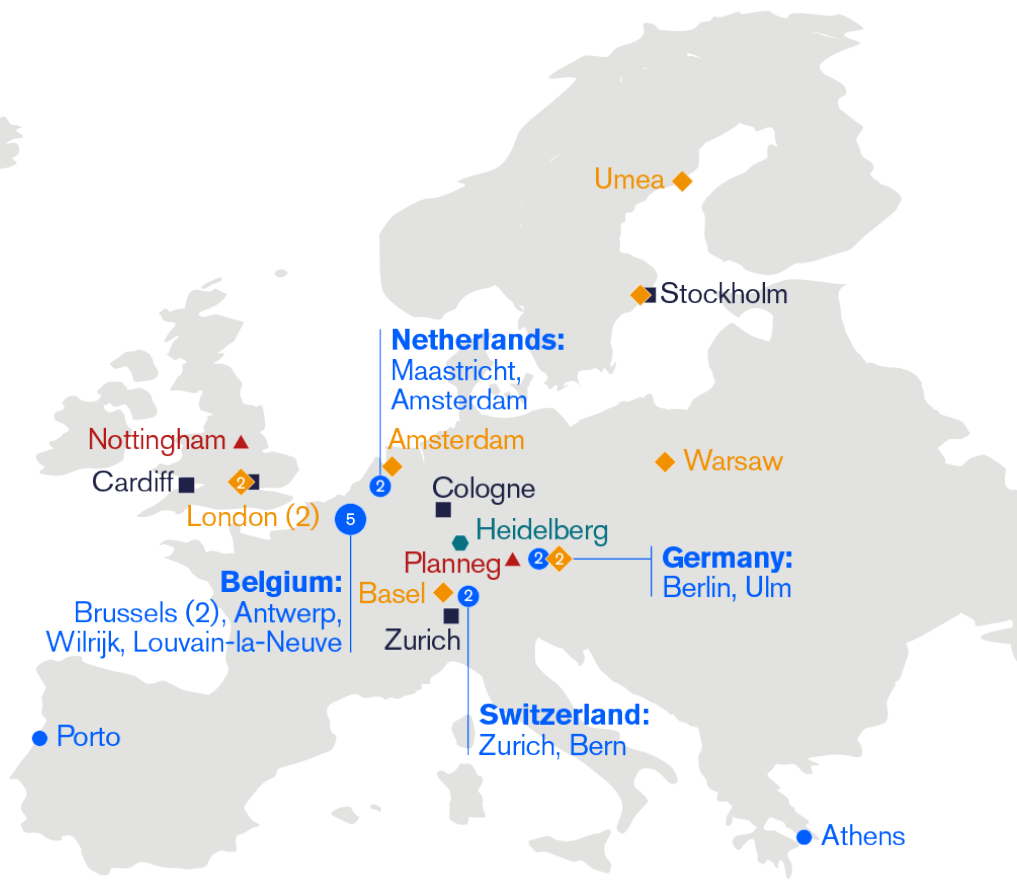 Umea
Stockholm
Netherlands:
Maastricht,
Amsterdam
Amsterdam
Nottingham
Warsaw
Cardiff
2
2
Cologne
London (2)
5
Heidelberg
Planneg
2
2
Germany:
Berlin, Ulm
Belgium:
Brussels (2), Antwerp,
Wilrijk, Louvain-la-Neuve
Basel
2
Zurich
Switzerland:
Zurich, Bern
Porto
Athens